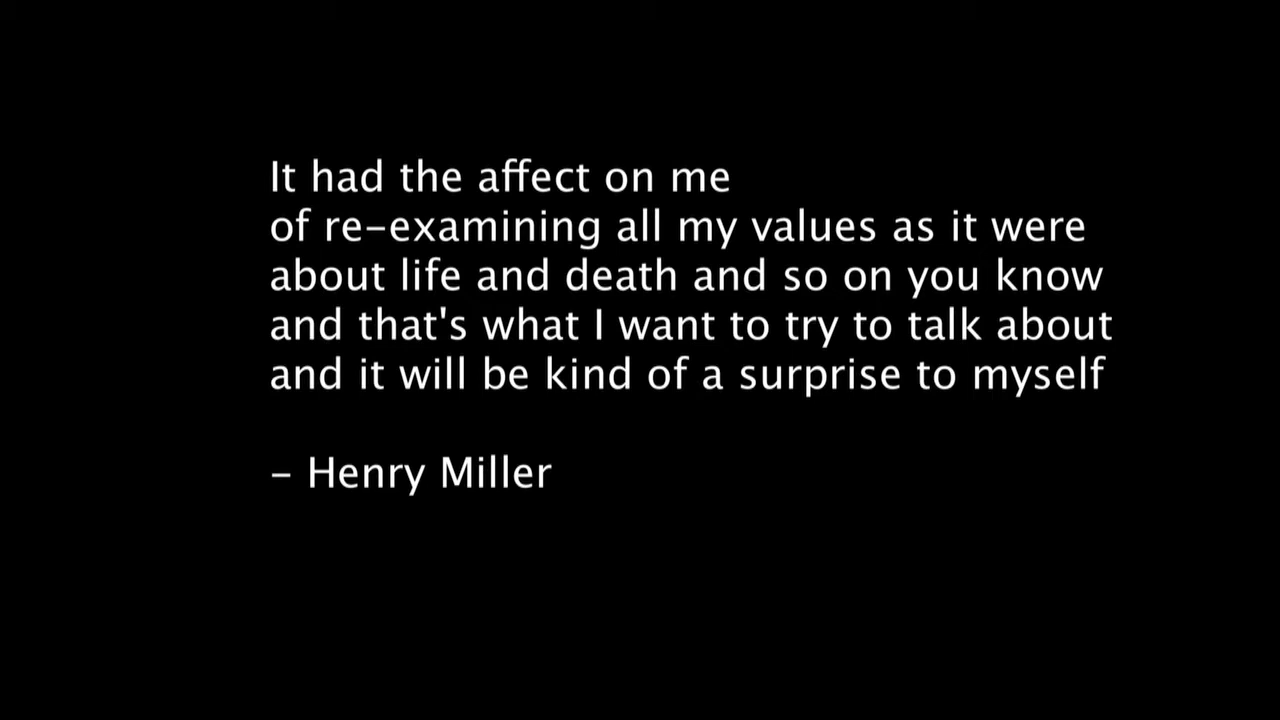 It had the affect on me
of re-examining all my values as it were
about life and death and so on you know
and that's what I want to try to talk about
and it will be kind of a surprise to myself
– Henry Miller